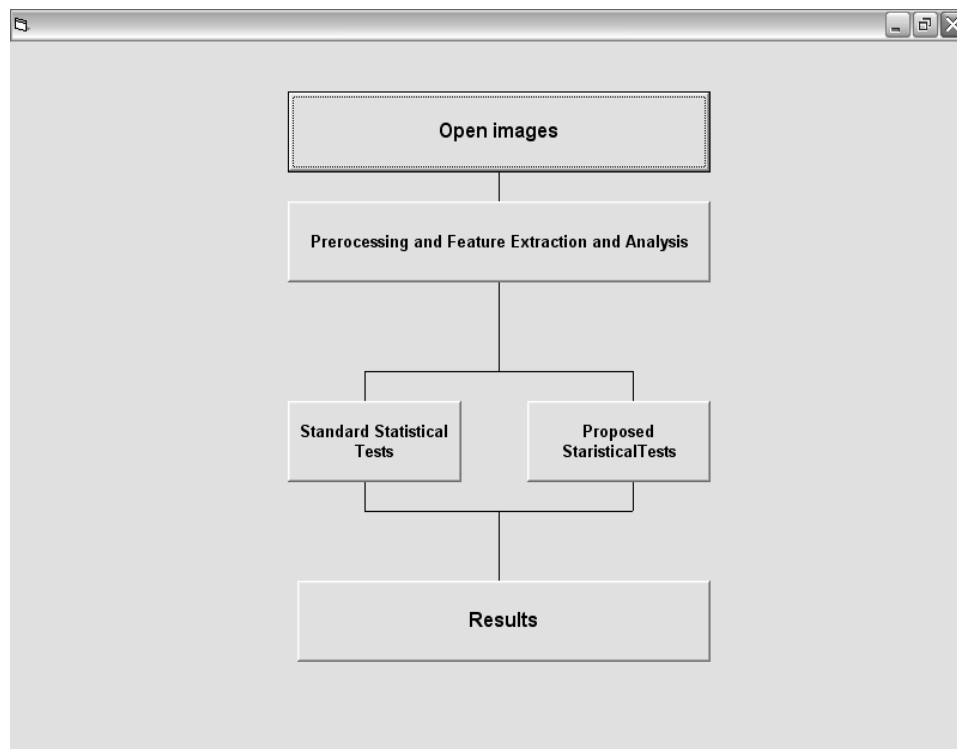 Open images
Prerocessing and Feature Extraction and Analysis
Standard Statistical
Tests
Proposed
StaristicalTests
Results